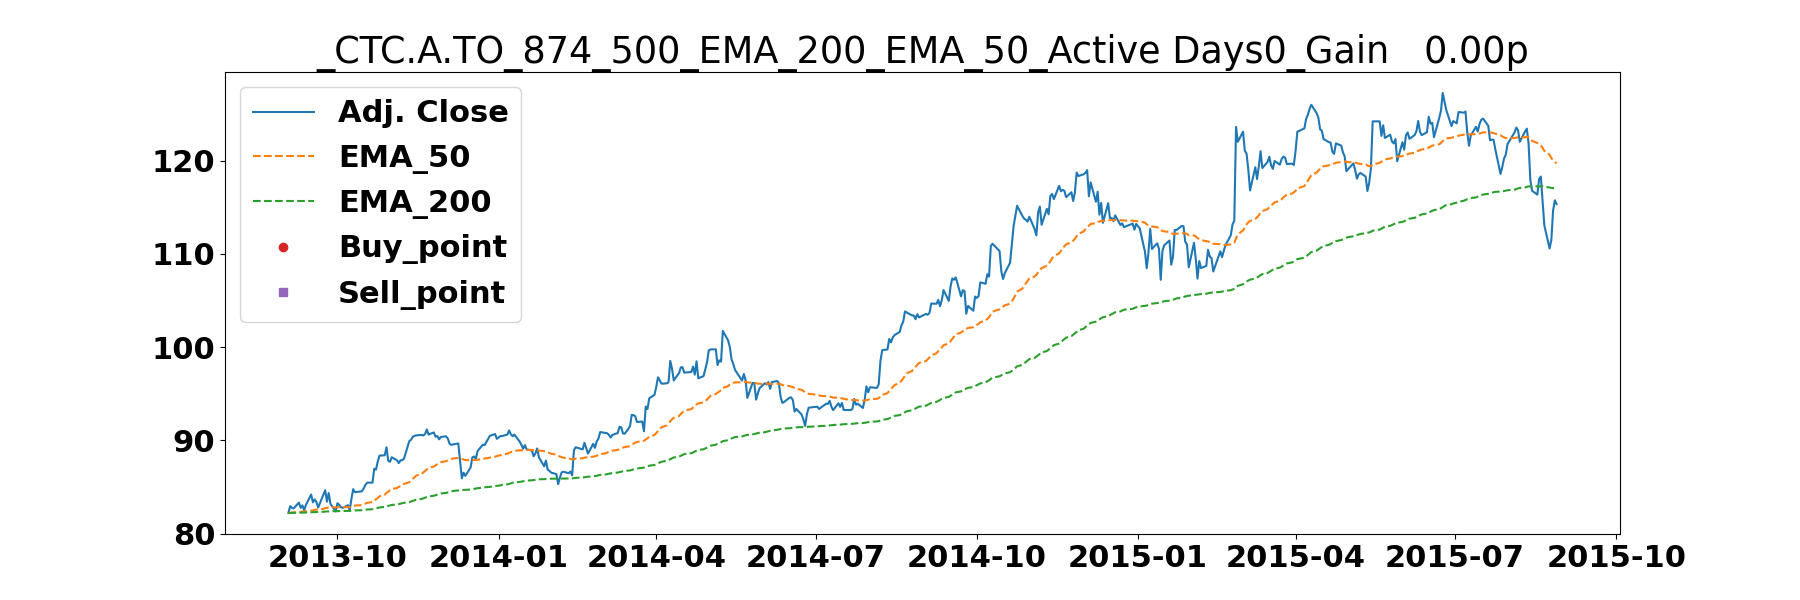 _CTC.A.TO_874_500_EMA_200_EMA_50_Active Days0_Gain   0.00p
Adj. Close
EMA_50
EMA_200
Buy_point
Sell_point
120
110
100
90
80
2013-10 2014-01 2014-04 2014-07 2014-10 2015-01 2015-04 2015-07 2015-10